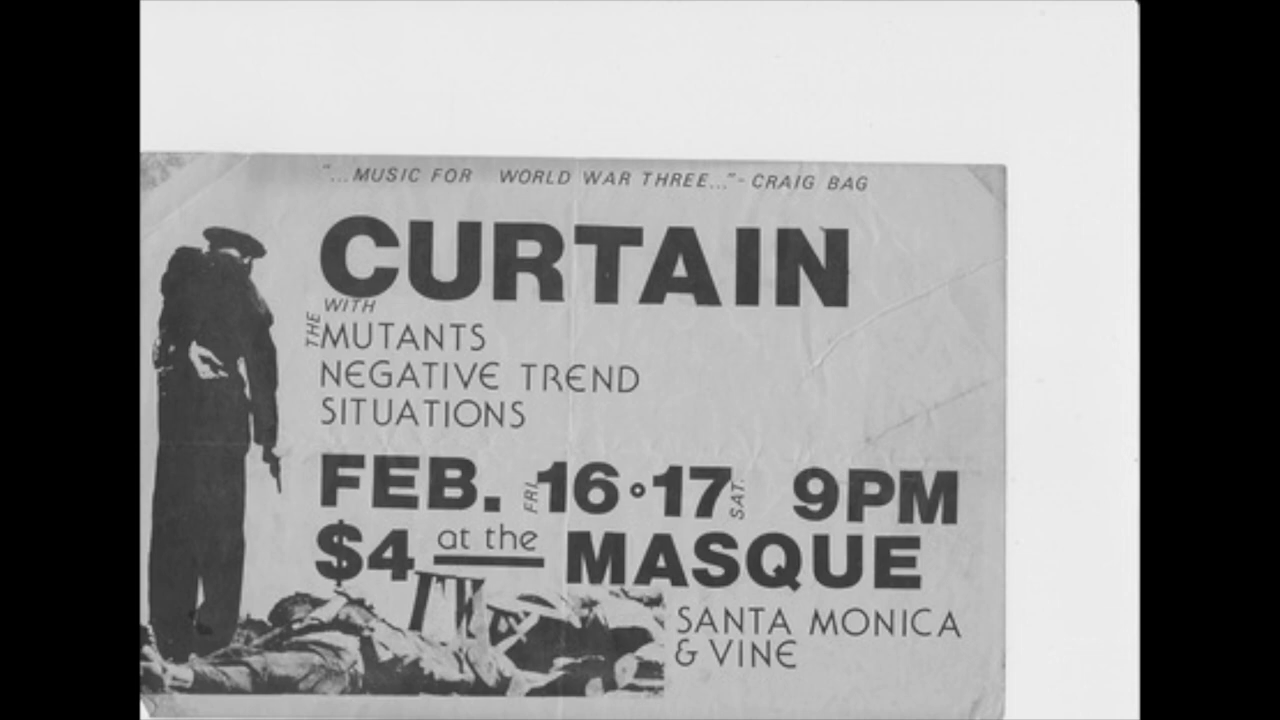 "...MUSIC FOR WORLD WAR THREE..."- CRAIG BAG
CURTAIN
WITH
THE MUTANTS
NEGATIVE TREND
SITUATIONS
FEB. FRI. 16 • 17 SAT. 9PM
$4 at the MASQUE
SANTA MONICA
& VINE